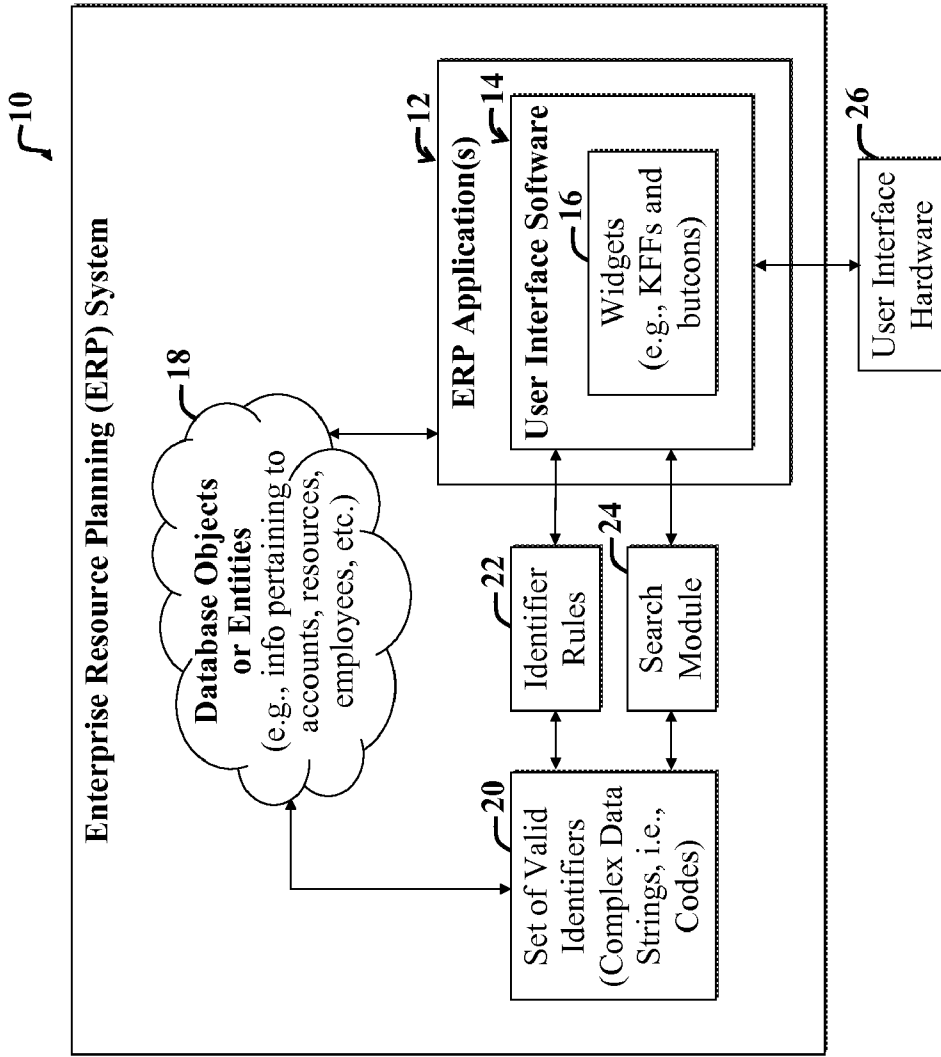 10
Enterprise Resource Planning (ERP) System
18
Database Objects
or Entities
(e.g., info pertaining to
accounts, resources,
employees, etc.)
12
ERP Application(s)
14
User Interface Software
16
Widgets
(e.g., KFFs and
butcons)
20
Set of Valid
Identifiers
(Complex Data
Strings, i.e.,
Codes)
22
Identifier
Rules
24
Search
Module
26
User Interface
Hardware